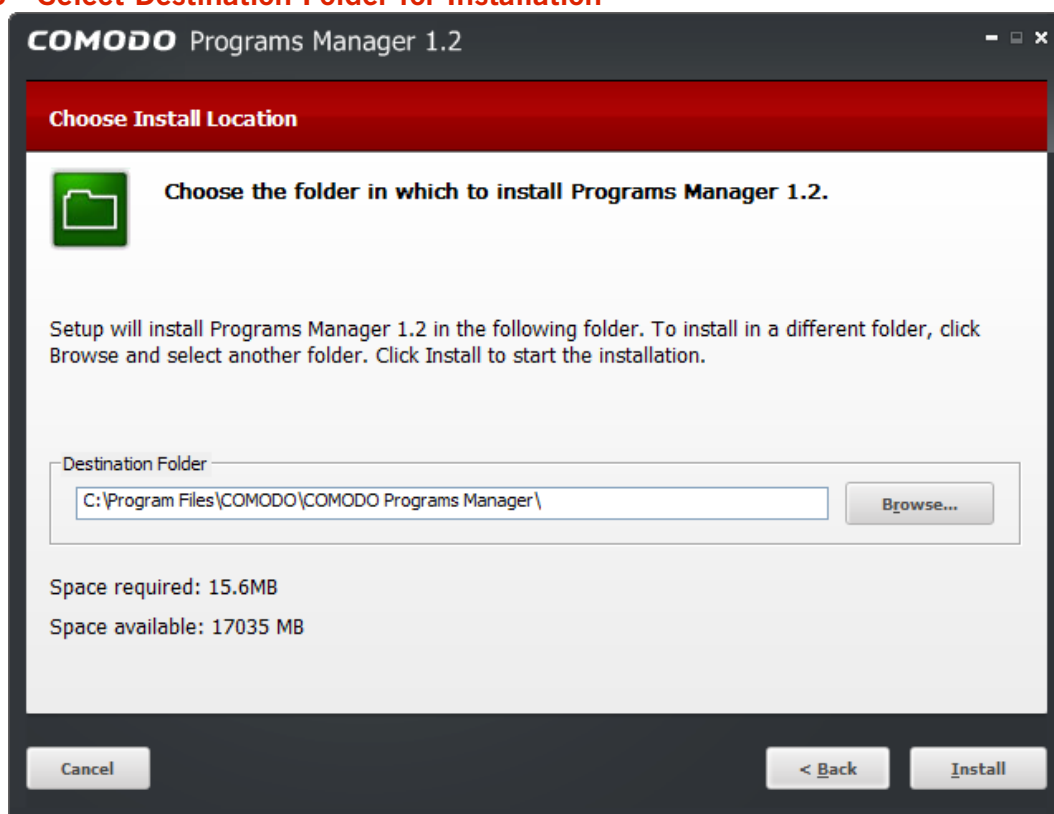 Select Destination Folder for Installation
COMODO Programs Manager 1.2
Choose Install Location
Choose the folder in which to install Programs Manager 1.2.
Setup will install Programs Manager 1.2 in the following folder. To install in a different folder, click
Browse and select another folder. Click Install to start the installation.
Destination Folder
C:\Program Files\COMODO\COMODO Programs Manager\
Browse...
Space required: 15.6MB
Space available: 17035 MB
Cancel
< Back
Install